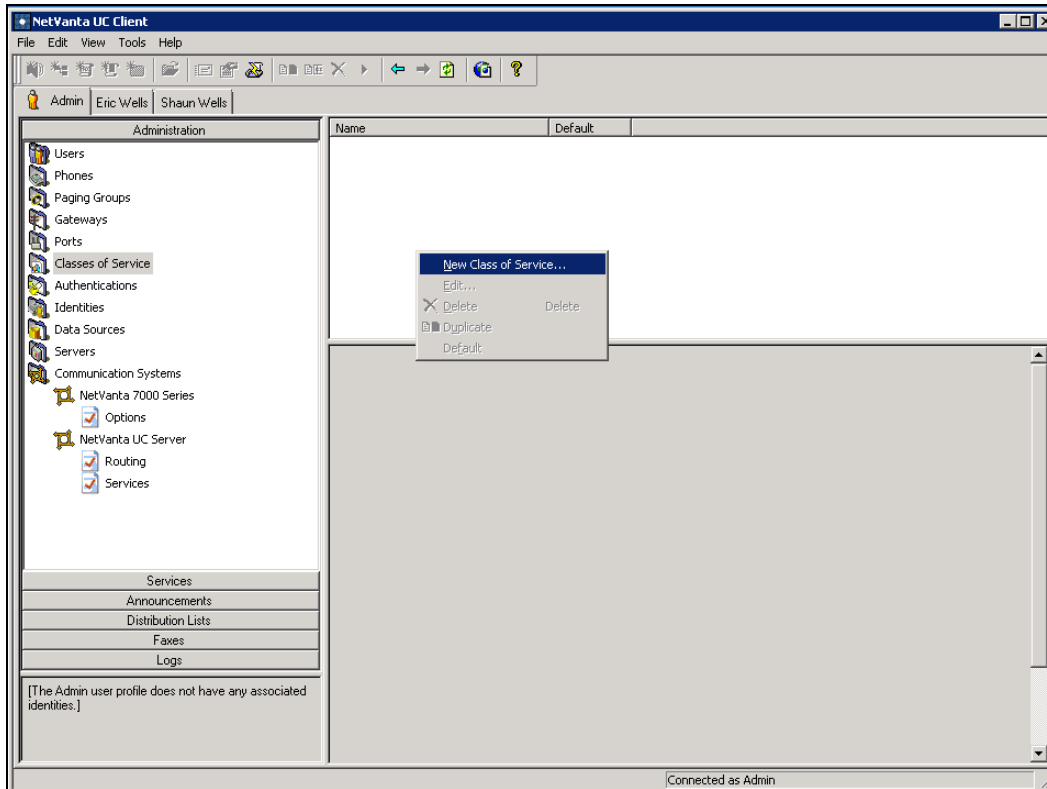 NetVanta UC Client
File Edit View Tools Help
Admin Eric Wells Shaun Wells
Administration
Users
Phones
Paging Groups
Gateways
Ports
Classes of Service
Authentications
Identities
Data Sources
Servers
Communication Systems
NetVanta 7000 Series
Options
NetVanta UC Server
Routing
Services
Services
Announcements
Distribution Lists
Faxes
Logs
[The Admin user profile does not have any associated
identities.]
Name Default
New Class of Service...
Edit...
Delete Delete
Duplicate
Default
Connected as Admin